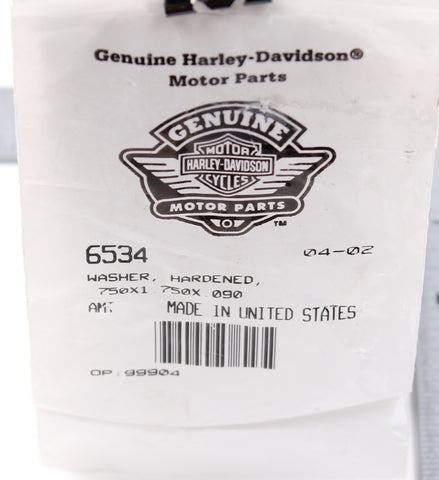 Genuine Harley-Davidson®
Motor Parts
GENUINE
MOTOR
HARLEY-DAVIDSON
CYCLES
MOTOR PARTS
TM
6534 04-02
WASHER, HARDENED,
.750X1.750X.090
AMT MADE IN UNITED STATES
OP: 99904